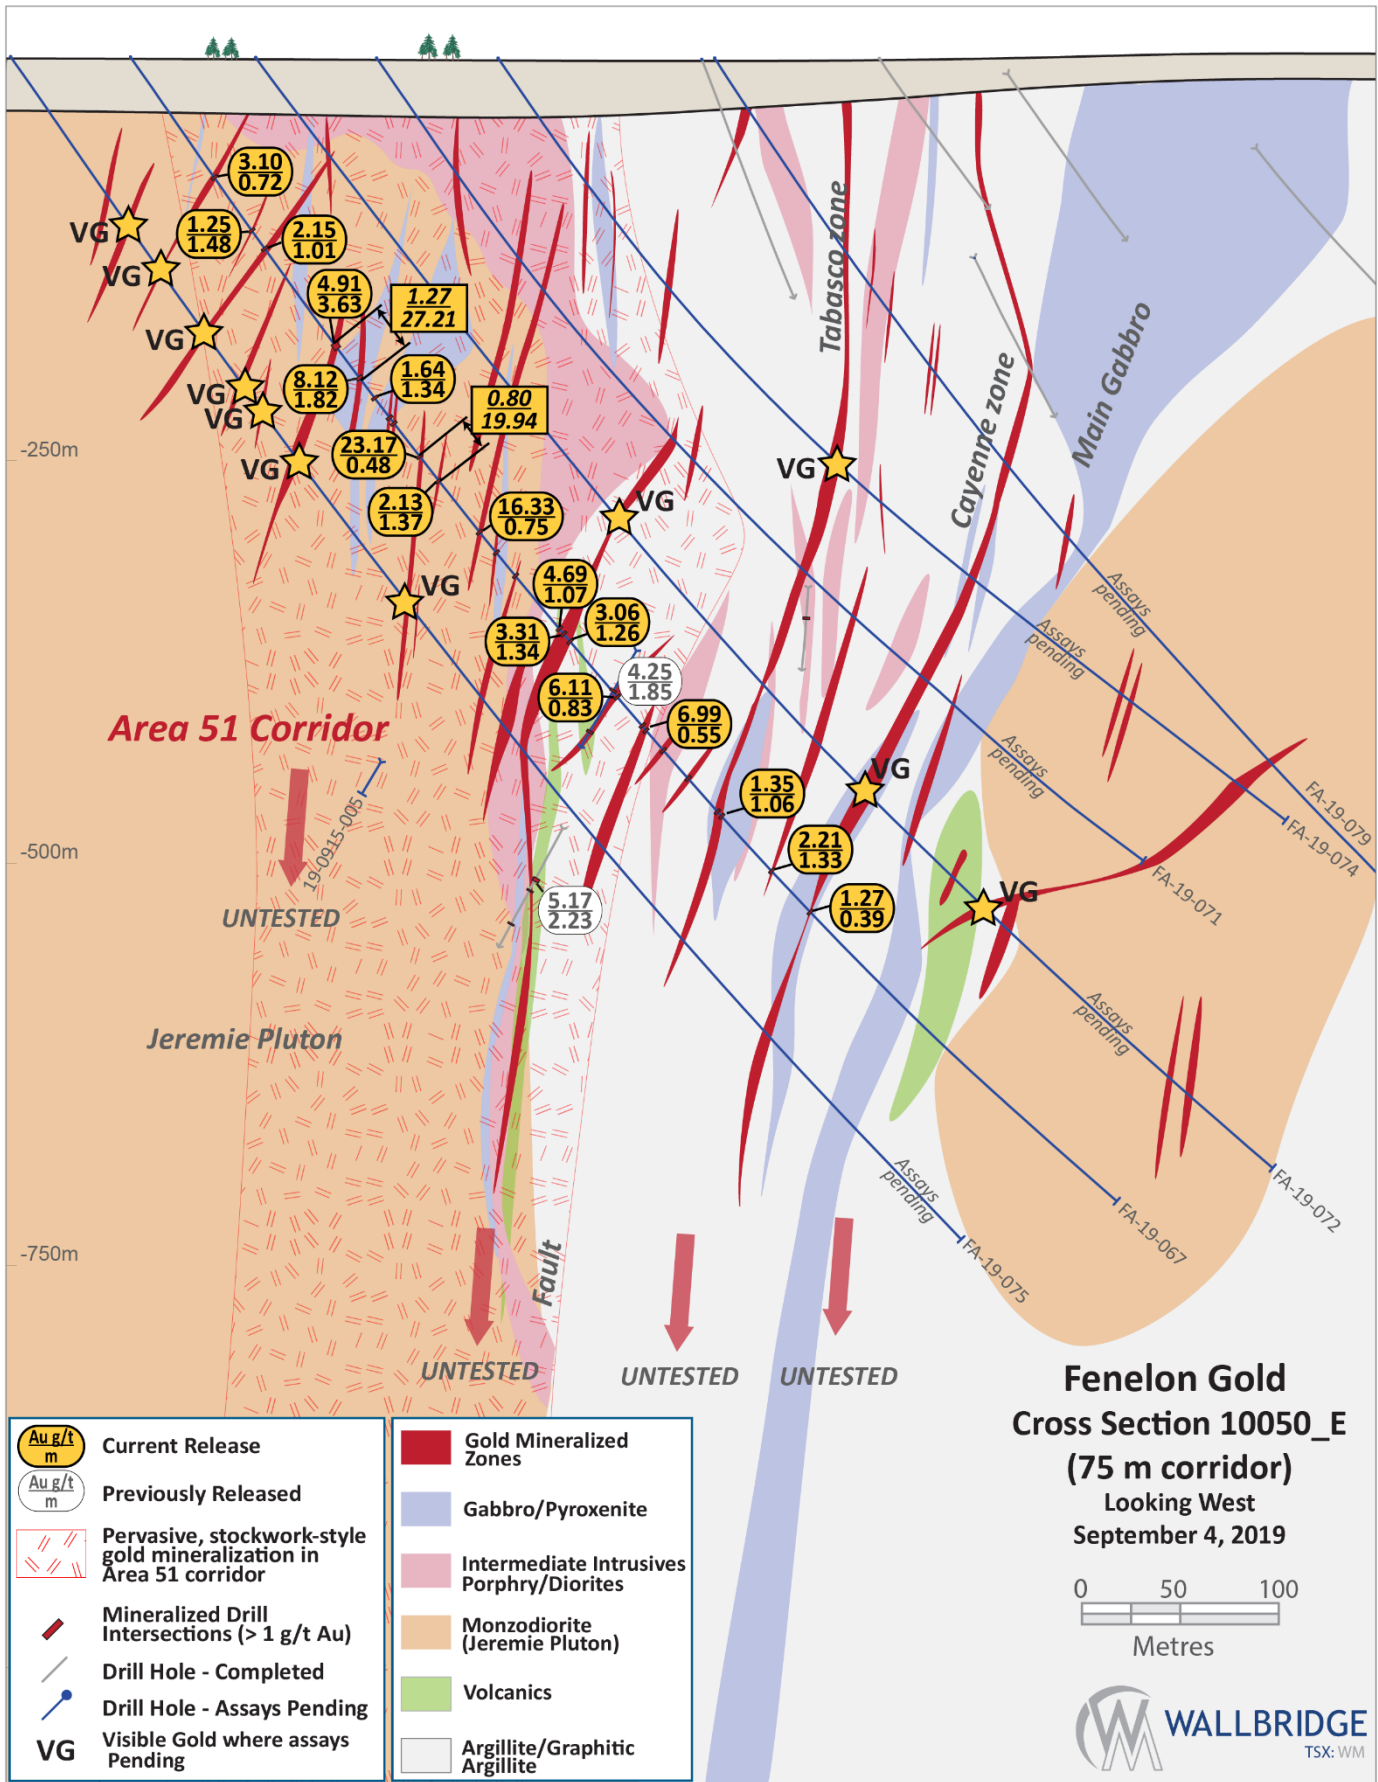 3.10
0.72
1.25
1.48
2.15
1.01
VG
VG
VG
VG
VG
VG
4.91
3.63
1.27
27.21
8.12
1.82
1.64
1.34
0.80
19.94
23.17
0.48
2.13
1.37
16.33
0.75
VG
VG
VG
4.69
1.07
3.06
1.26
3.31
1.34
4.25
1.85
6.11
0.83
6.99
0.55
VG
1.35
1.06
2.21
1.33
1.27
0.39
VG
5.17
2.23
-250m
-500m
-750m
Tabasco zone
Cayenne zone
Main Gabbro
Area 51 Corridor
19-0915-005
UNTESTED
Jeremie Pluton
Fault
UNTESTED
UNTESTED
UNTESTED
Assays
pending
Assays
pending
Assays
pending
Assays
pending
Assays
pending
FA-19-079
FA-19-074
FA-19-071
FA-19-072
FA-19-067
FA-19-075
Fenelon Gold
Cross Section 10050_E
(75 m corridor)
Looking West
September 4, 2019
0 50 100
Metres
WALLBRIDGE
TSX: WM
Au g/t
m
Current Release
Au g/t
m
Previously Released
Pervasive, stockwork-style
gold mineralization in
Area 51 corridor
Mineralized Drill
Intersections (> 1 g/t Au)
Drill Hole - Completed
Drill Hole - Assays Pending
VG
Visible Gold where assays
Pending
Gold Mineralized
Zones
Gabbro/Pyroxenite
Intermediate Intrusives
Porphry/Diorites
Monzodiorite
(Jeremie Pluton)
Volcanics
Argillite/Graphitic
Argillite